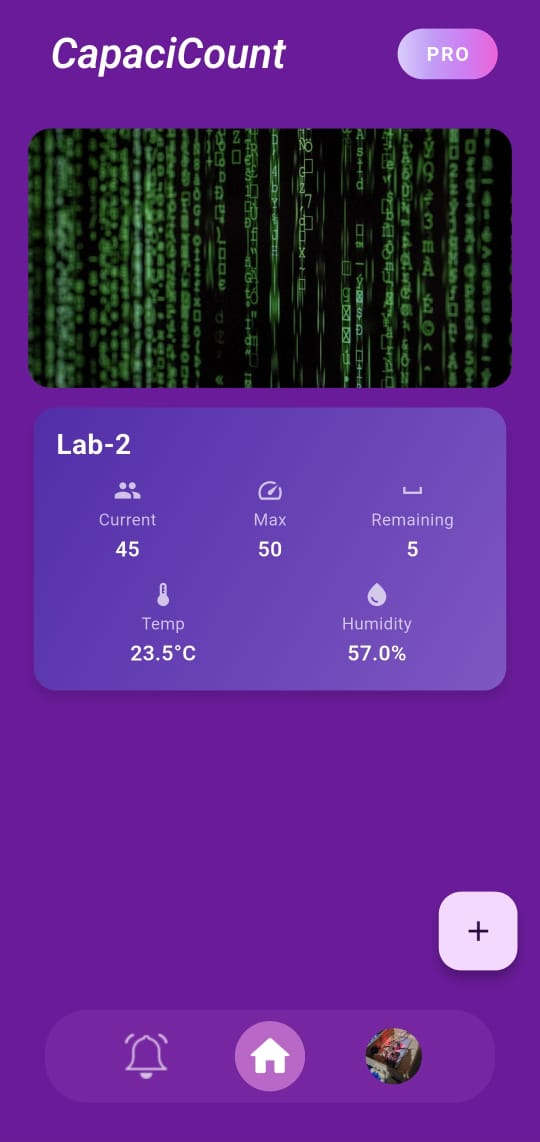 CapaciCount
PRO
Lab-2
Current Max Remaining
45 50 5
Temp Humidity
23.5°C 57.0%